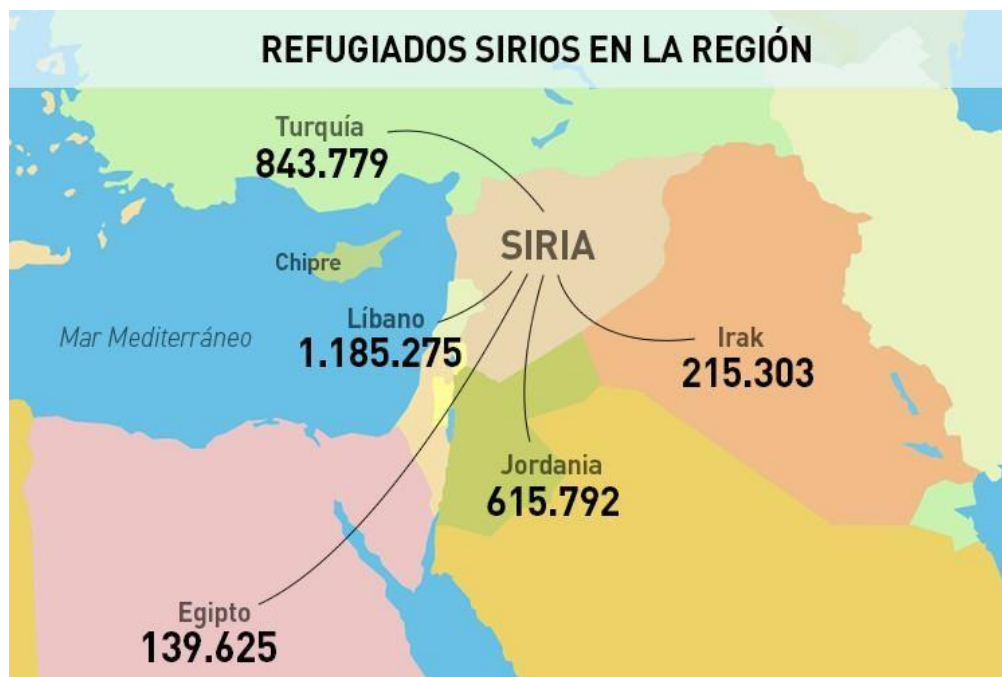 REFUGIADOS SIRIOS EN LA REGIÓN
Turquía
843.779
SIRIA
Chipre
Líbano
1.185.275
Mar Mediterráneo
Irak
215.303
Jordania
615.792
Egipto
139.625